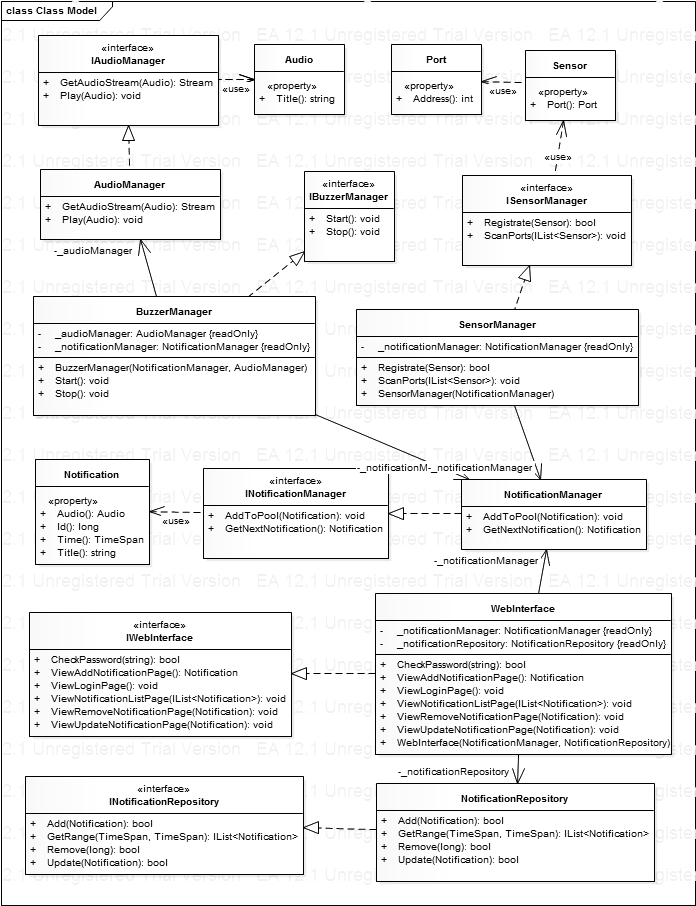 class Class Model
EA 12.1 Unregistered Trial Version
«interface»
IAudioManager
+ GetAudioStream(Audio): Stream
+ Play(Audio): void
«use»
Audio
«property»
+ Title(): string
Port
«property»
+ Address(): int
«use»
Sensor
«property»
+ Port(): Port
«use»
AudioManager
+ GetAudioStream(Audio): Stream
+ Play(Audio): void
«interface»
IBuzzerManager
+ Start(): void
+ Stop(): void
«interface»
ISensorManager
+ Registrate(Sensor): bool
+ ScanPorts(IList<Sensor>): void
-_audioManager
BuzzerManager
- _audioManager: AudioManager {readOnly}
- _notificationManager: NotificationManager {readOnly}
+ BuzzerManager(NotificationManager, AudioManager)
+ Start(): void
+ Stop(): void
SensorManager
- _notificationManager: NotificationManager {readOnly}
+ Registrate(Sensor): bool
+ ScanPorts(IList<Sensor>): void
+ SensorManager(NotificationManager)
-_notificationM-_notificationManager
Notification
«property»
+ Audio(): Audio
+ Id(): long
+ Time(): TimeSpan
+ Title(): string
«use»
«interface»
INotificationManager
+ AddToPool(Notification): void
+ GetNextNotification(): Notification
NotificationManager
+ AddToPool(Notification): void
+ GetNextNotification(): Notification
-_notificationManager
«interface»
IWebInterface
+ CheckPassword(string): bool
+ ViewAddNotificationPage(): Notification
+ ViewLoginPage(): void
+ ViewNotificationListPage(IList<Notification>): void
+ ViewRemoveNotificationPage(Notification): void
+ ViewUpdateNotificationPage(Notification): void
WebInterface
- _notificationManager: NotificationManager {readOnly}
- _notificationRepository: NotificationRepository {readOnly}
+ CheckPassword(string): bool
+ ViewAddNotificationPage(): Notification
+ ViewLoginPage(): void
+ ViewNotificationListPage(IList<Notification>): void
+ ViewRemoveNotificationPage(Notification): void
+ ViewUpdateNotificationPage(Notification): void
+ WebInterface(NotificationManager, NotificationRepository)
-_notificationRepository
«interface»
INotificationRepository
+ Add(Notification): bool
+ GetRange(TimeSpan, TimeSpan): IList<Notification>
+ Remove(long): bool
+ Update(Notification): bool
NotificationRepository
+ Add(Notification): bool
+ GetRange(TimeSpan, TimeSpan): IList<Notification>
+ Remove(long): bool
+ Update(Notification): bool